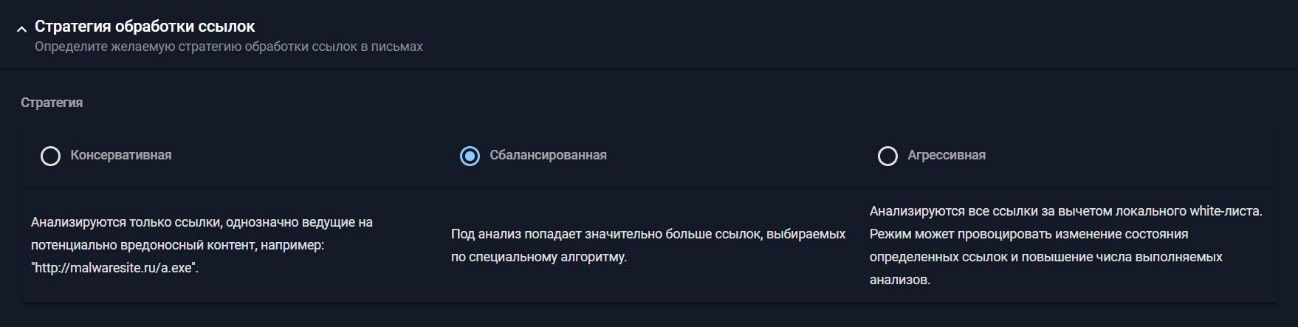 Стратегия обработки ссылок
Определите желаемую стратегию обработки ссылок в письмах
Стратегия
Консервативная
Анализируются только ссылки, однозначно ведущие на
потенциально вредоносный контент, например:
"http://malwaresite.ru/a.exe".
Сбалансированная
Под анализ попадает значительно больше ссылок, выбираемых
по специальному алгоритму.
Агрессивная
Анализируются все ссылки за вычетом локального white-листа.
Режим может провоцировать изменение состояния
определенных ссылок и повышение числа выполняемых
анализов.